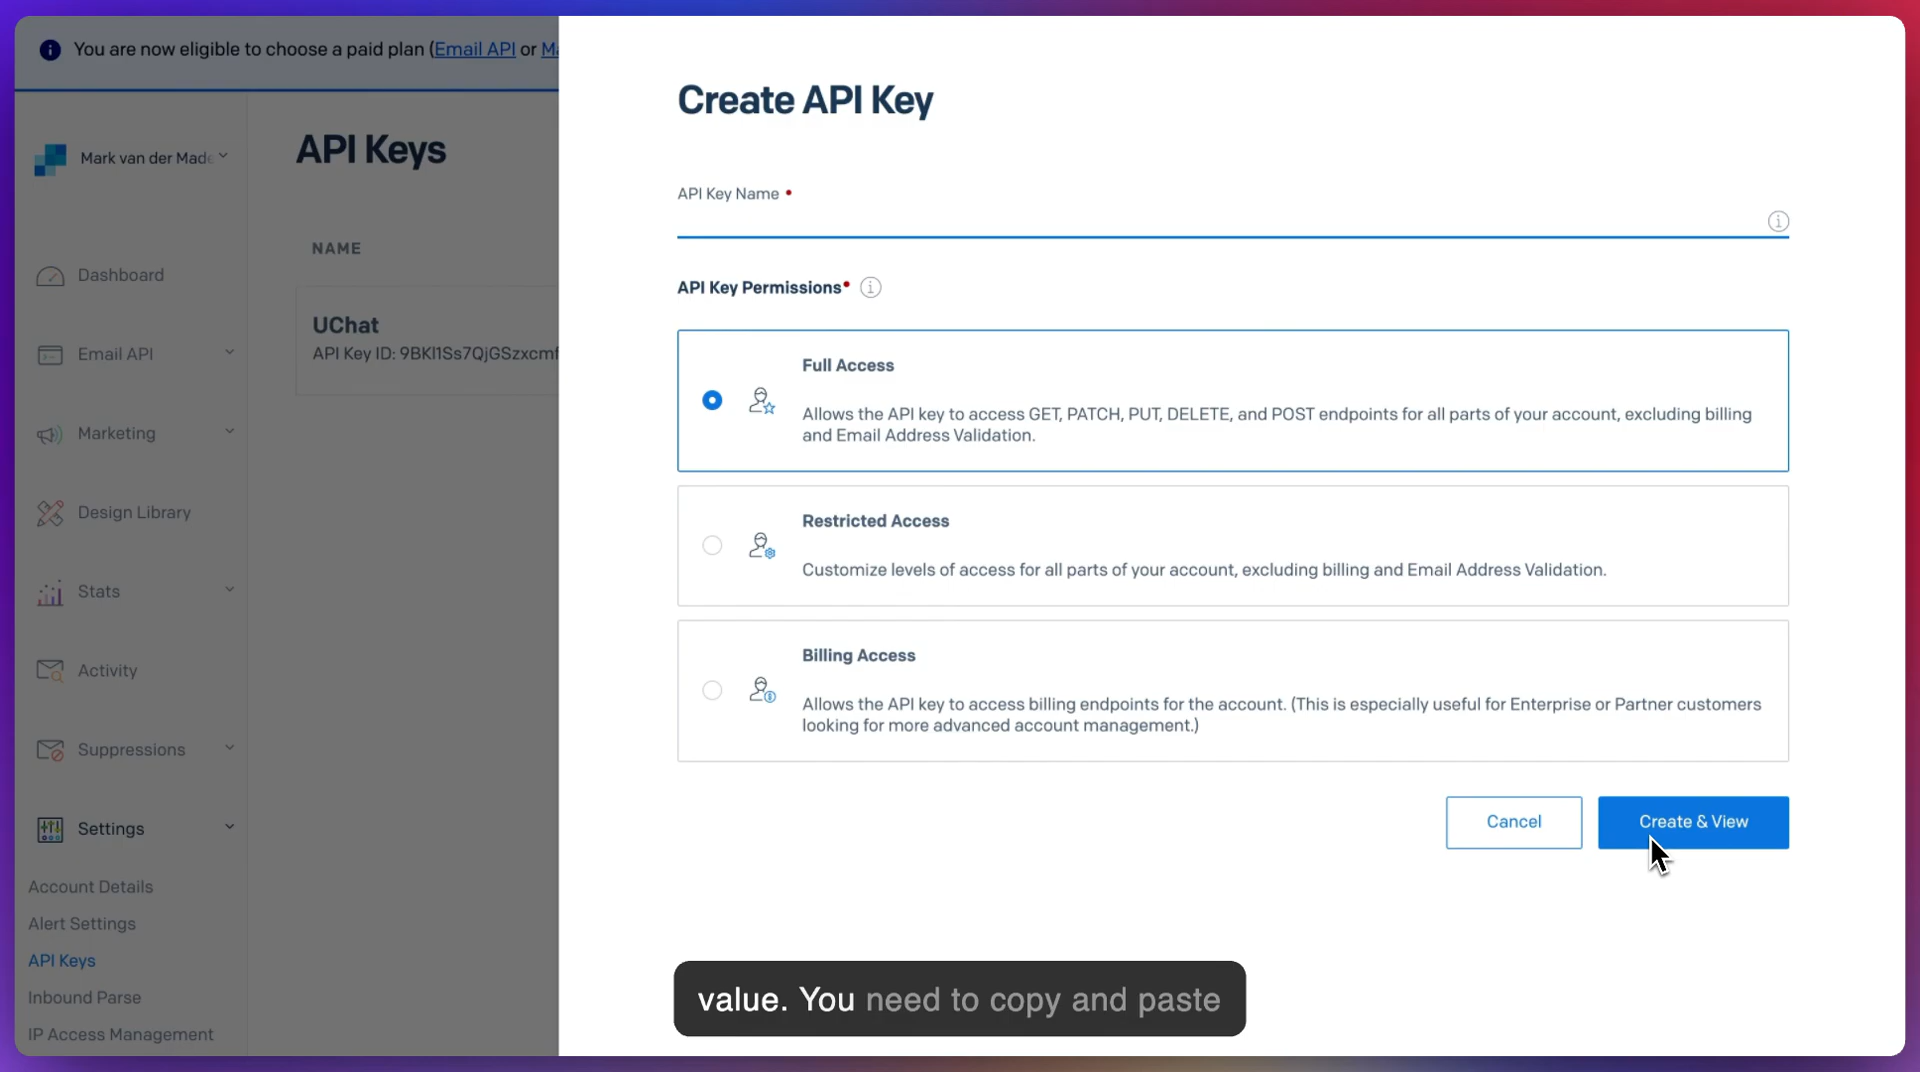 You are now eligible to choose a paid plan (Email API or Ma
Mark van der Made
Dashboard
Email API
Marketing
Design Library
Stats
Activity
Suppressions
Settings
Account Details
Alert Settings
API Keys
Inbound Parse
IP Access Management
API Keys
NAME
UChat
API Key ID: 9BKl1Ss7QjGSzxcmf
Create API Key
API Key Name •
API Key Permissions•
Full Access
Allows the API key to access GET, PATCH, PUT, DELETE, and POST endpoints for all parts of your account, excluding billing
and Email Address Validation.
Restricted Access
Customize levels of access for all parts of your account, excluding billing and Email Address Validation.
Billing Access
Allows the API key to access billing endpoints for the account. (This is especially useful for Enterprise or Partner customers
looking for more advanced account management.)
Cancel
Create & View
value. You need to copy and paste